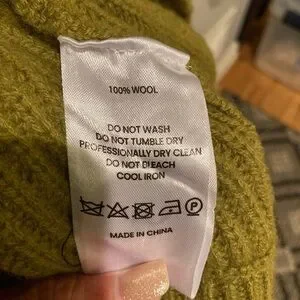 100% WOOL
DO NOT WASH
DO NOT TUMBLE DRY
PROFESSIONALLY DRY CLEAN
DO NOT BLEACH
COOL IRON
P
MADE IN CHINA